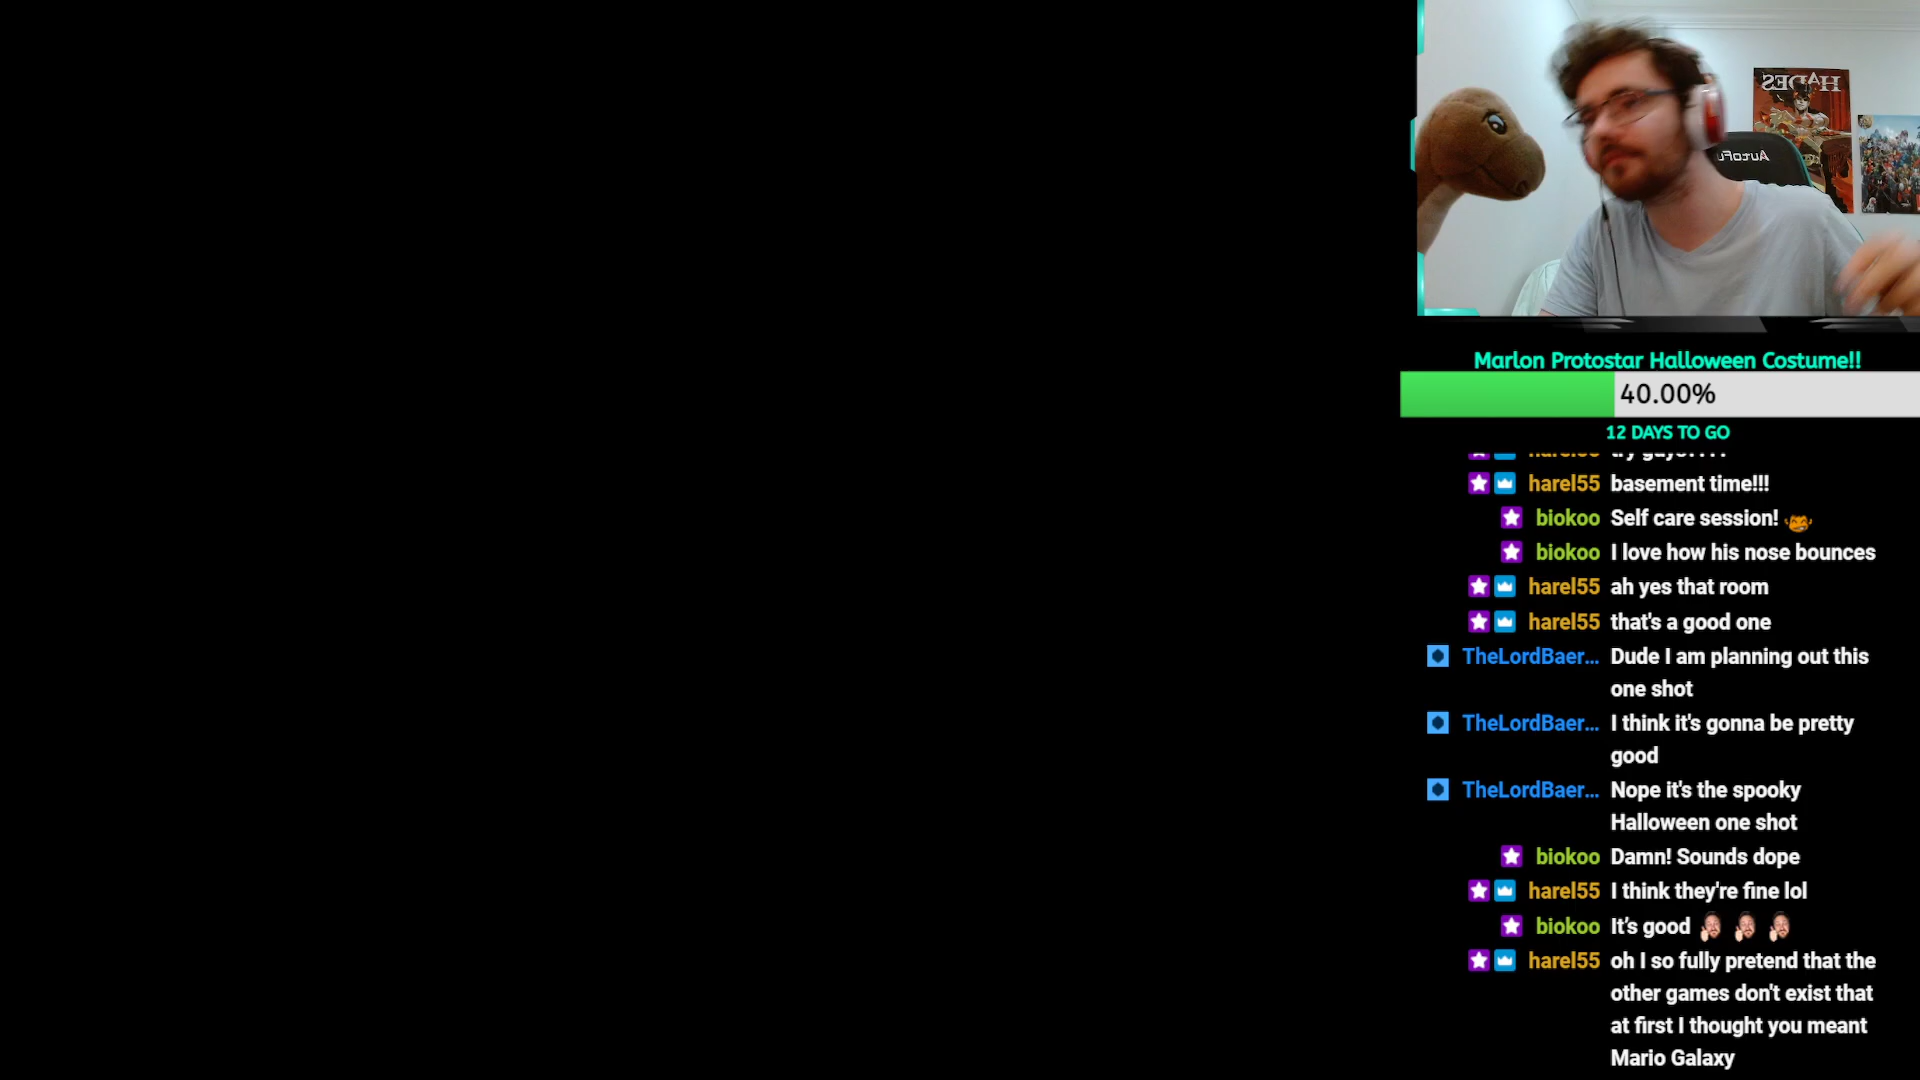 HADES
AutoFu
Marlon Protostar Halloween Costume!!
40.00%
12 DAYS TO GO
harel55 try guys????
harel55 basement time!!!
biokoo Self care session!
biokoo I love how his nose bounces
harel55 ah yes that room
harel55 that's a good one
TheLordBaer... Dude I am planning out this
one shot
TheLordBaer... I think it's gonna be pretty
good
TheLordBaer... Nope it's the spooky
Halloween one shot
biokoo Damn! Sounds dope
harel55 I think they're fine lol
biokoo It's good
harel55 oh I so fully pretend that the
other games don't exist that
at first I thought you meant
Mario Galaxy